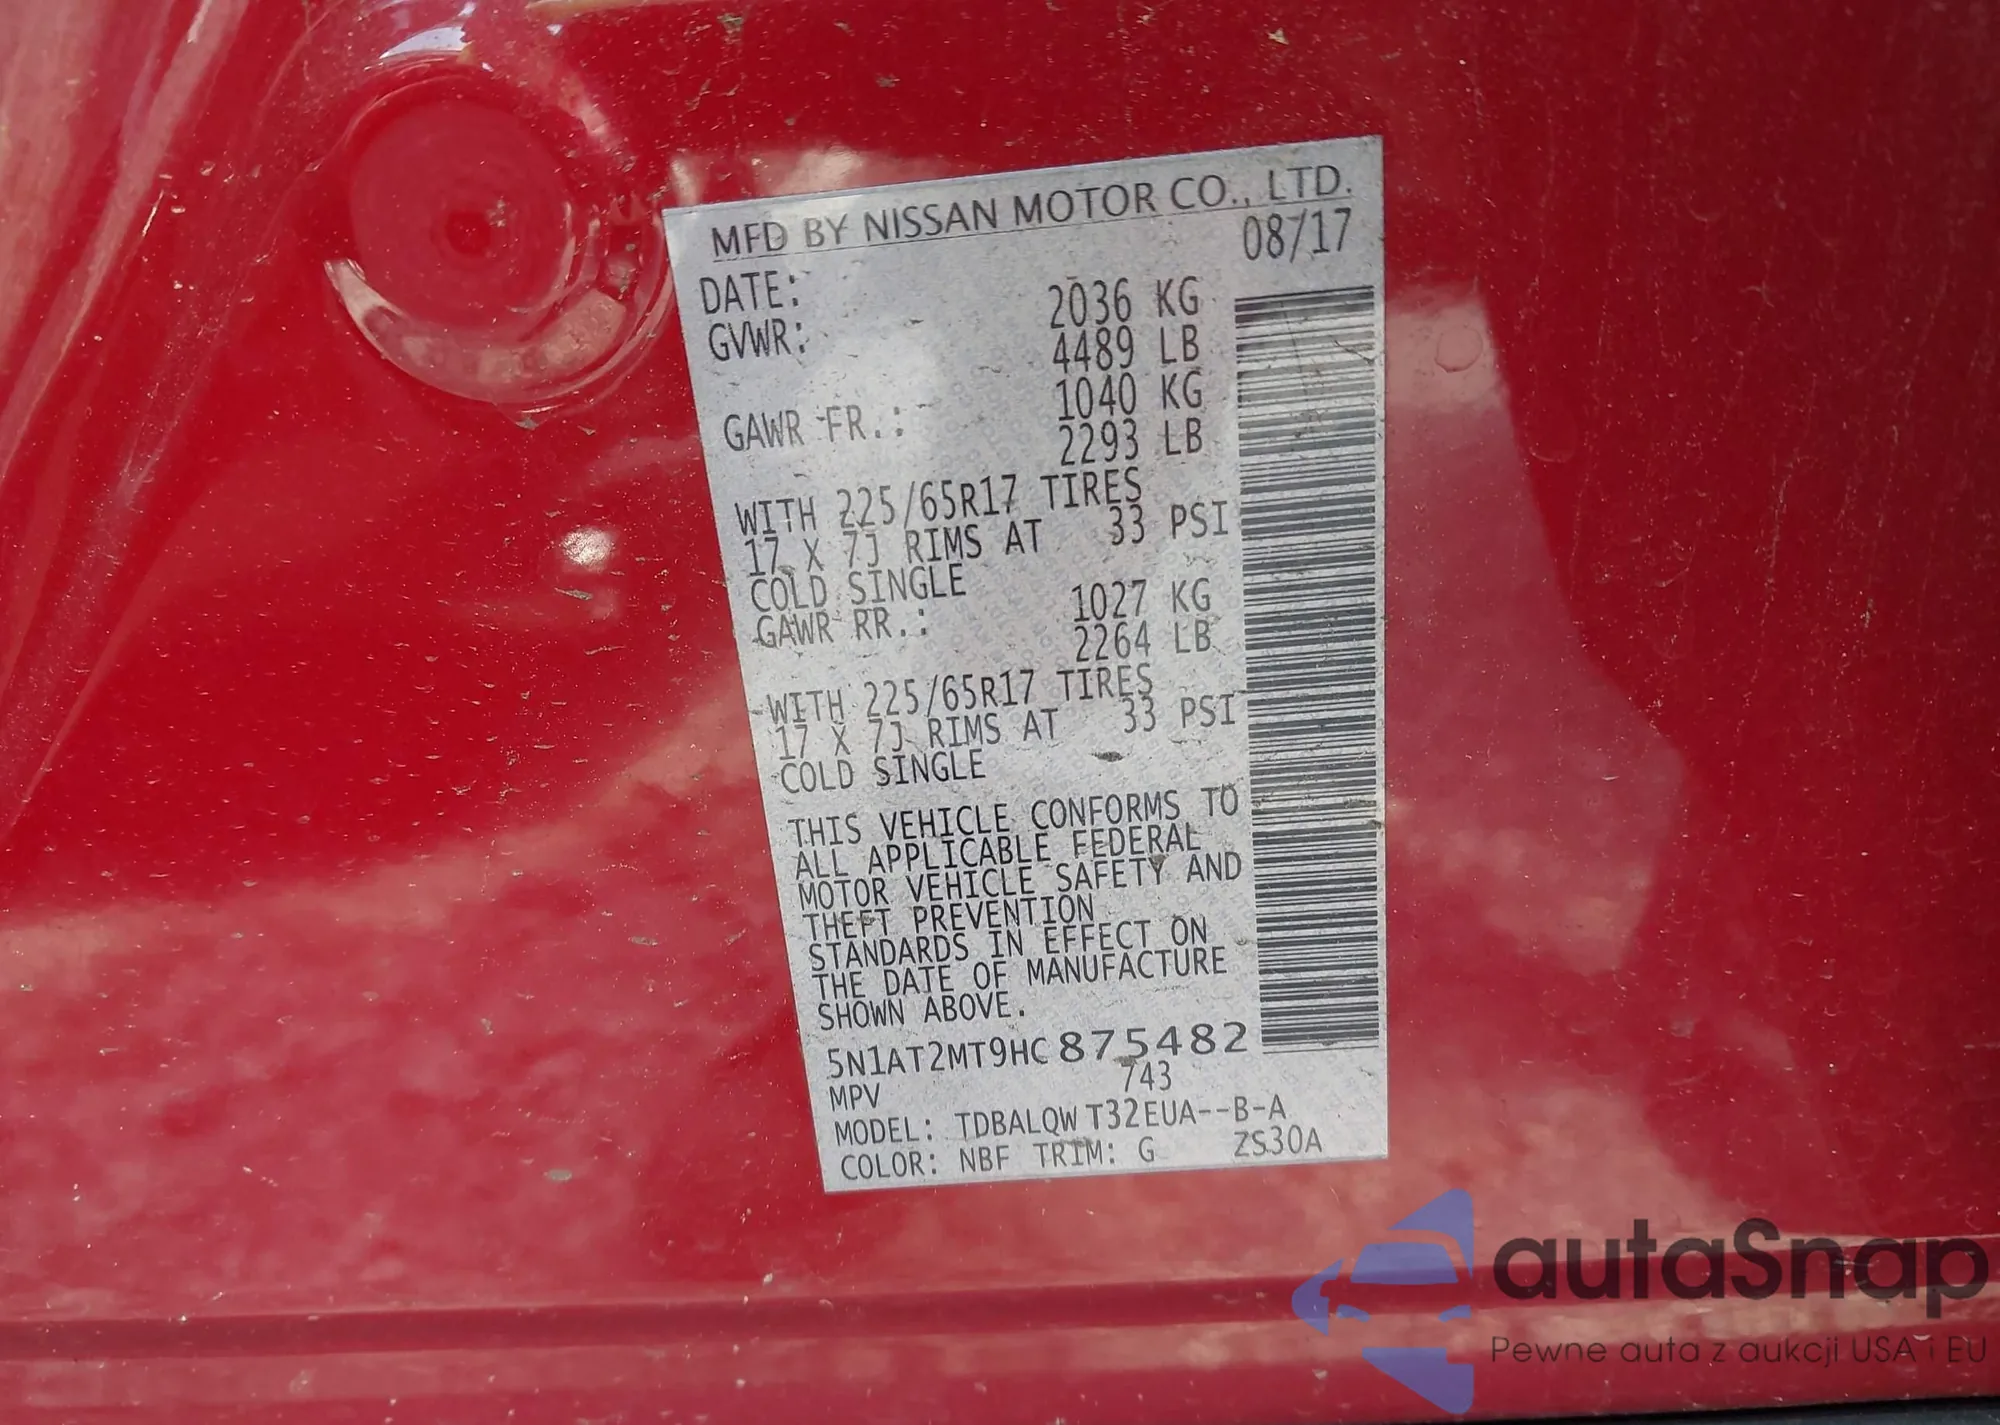 MFD BY NISSAN MOTOR CO., LTD.
DATE: 08/17
GVWR: 2036 KG
4489 LB
GAWR FR.: 1040 KG
2293 LB
WITH 225/65R17 TIRES
17 X 7J RIMS AT 33 PSI
COLD SINGLE
GAWR RR.: 1027 KG
2264 LB
WITH 225/65R17 TIRES
17 X 7J RIMS AT 33 PSI
COLD SINGLE
THIS VEHICLE CONFORMS TO
ALL APPLICABLE FEDERAL
MOTOR VEHICLE SAFETY AND
THEFT PREVENTION
STANDARDS IN EFFECT ON
THE DATE OF MANUFACTURE
SHOWN ABOVE.
5N1AT2MT9HC875482
MPV 743
MODEL: TDBALQW T32EUA--B-A
COLOR: NBF TRIM: G ZS30A
autaSnap
Pewne auta z aukcji USA i EU